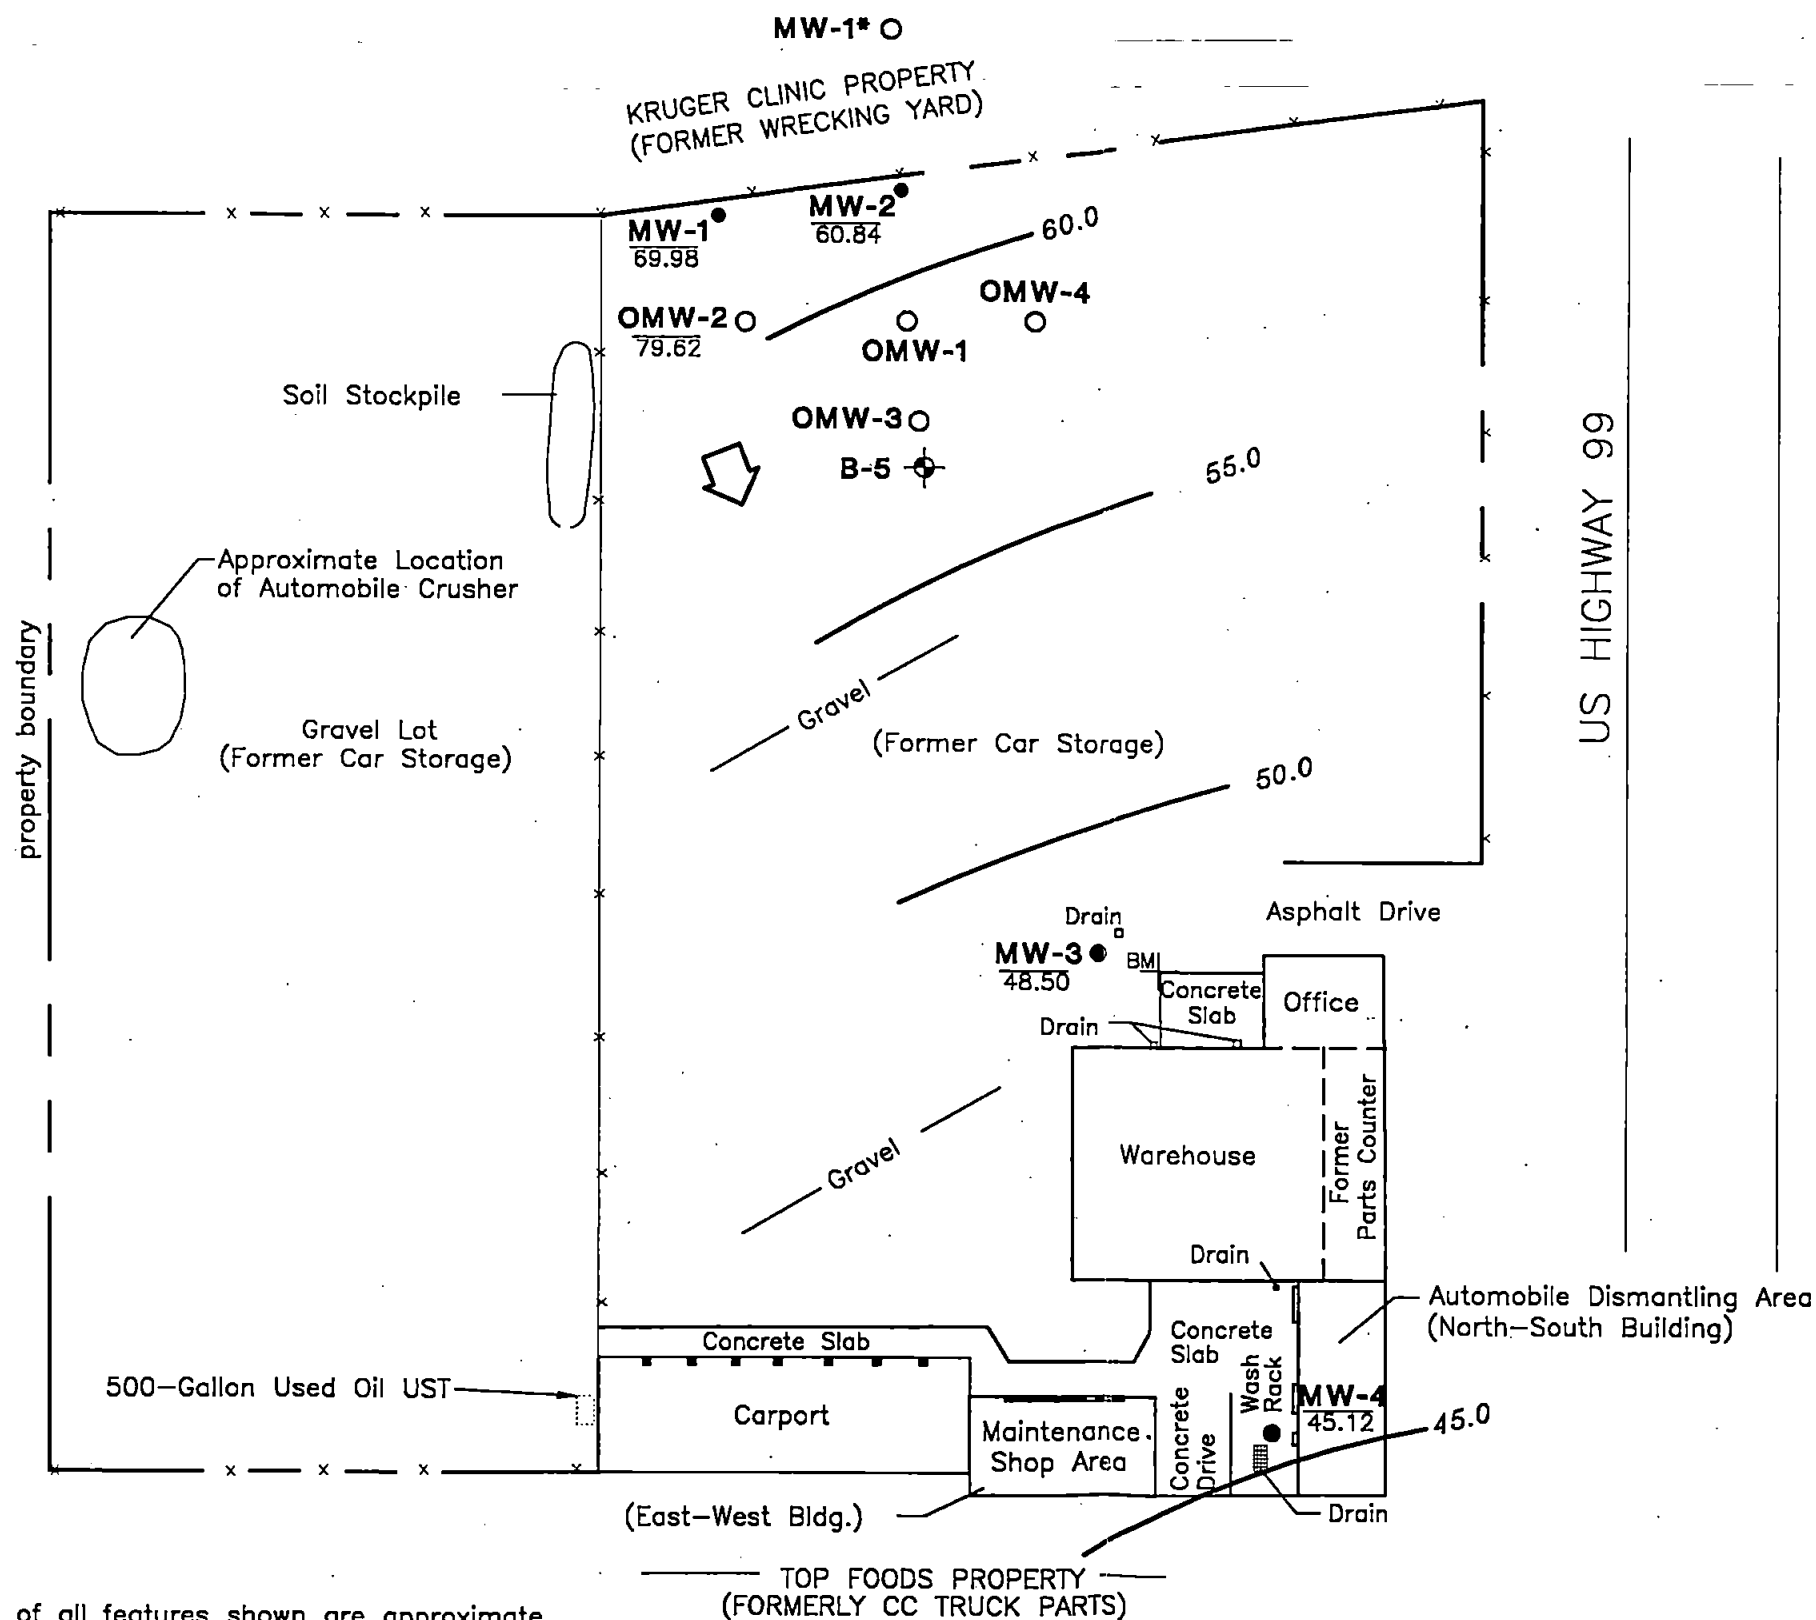 MW-1*
KRUGER CLINIC PROPERTY
(FORMER WRECKING YARD)
MW-1
69.98
MW-2
60.84
60.0
OMW-2
79.62
OMW-4
OMW-1
Soil Stockpile
OMW-3
B-5
55.0
US HIGHWAY 99
Approximate Location
of Automobile Crusher
property boundary
Gravel
Gravel Lot
(Former Car Storage)
(Former Car Storage)
50.0
Drain
Asphalt Drive
MW-3
48.50
BM
Concrete
Slab
Office
Drain
Warehouse
Former
Parts Counter
Gravel
Drain
Automobile Dismantling Area
(North-South Building)
Concrete Slab
Concrete
Slab
Wash
Rack
500-Gallon Used Oil UST
Carport
Maintenance
Shop Area
Concrete
Drive
MW-4
45.12
45.0
(East-West Bldg.)
Drain
TOP FOODS PROPERTY
(FORMERLY CC TRUCK PARTS)
of all features shown are approximate